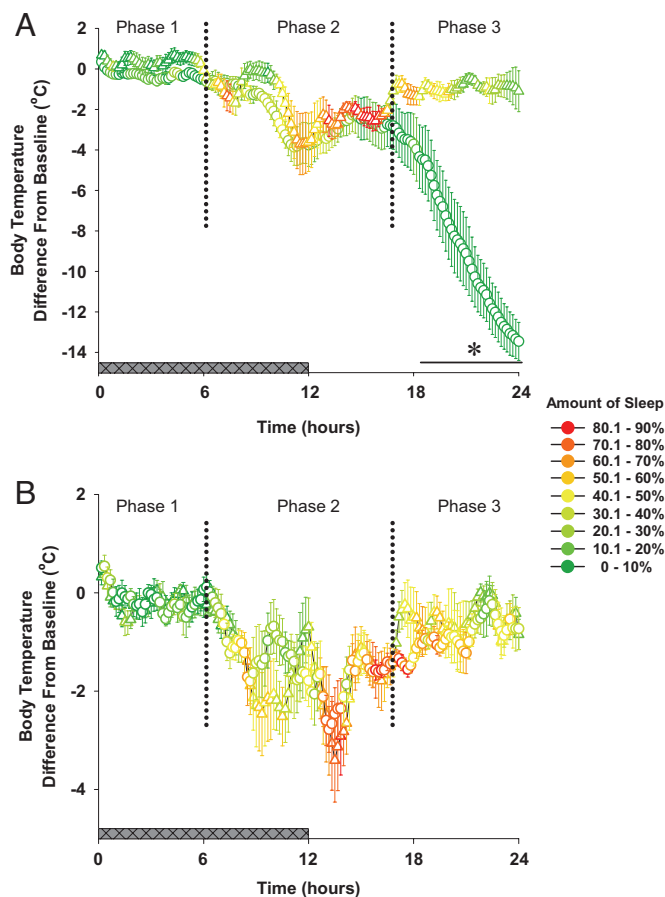 A
Phase 1
Phase 2
Phase 3
2
0
-2
-4
-6
-8
-10
-12
-14
Body Temperature
Difference From Baseline (°C)
*
0
6
12
18
24
Time (hours)
Amount of Sleep
80.1 - 90%
70.1 - 80%
60.1 - 70%
50.1 - 60%
40.1 - 50%
30.1 - 40%
20.1 - 30%
10.1 - 20%
0 - 10%
B
Phase 1
Phase 2
Phase 3
2
0
-2
-4
Body Temperature
Difference From Baseline (°C)
0
6
12
18
24
Time (hours)